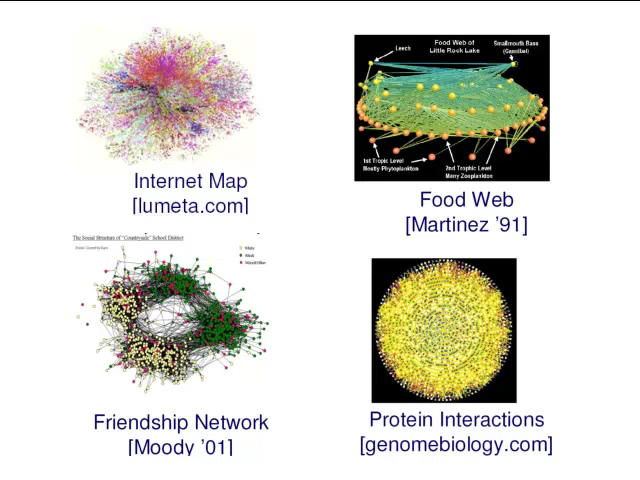 Internet Map
[lumeta.com]
Leech
Food Web of
Little Rock Lake
Smallmouth Bass
(Cannibal)
1st Tropic Level
Mostly Phytoplankton
2nd Trophic Level
Many Zooplankton
Food Web
[Martinez ’91]
The Social Structure of "Countryside" School District
White
Black
Mixed/Other
Friendship Network
[Moody ’01]
Protein Interactions
[genomebiology.com]